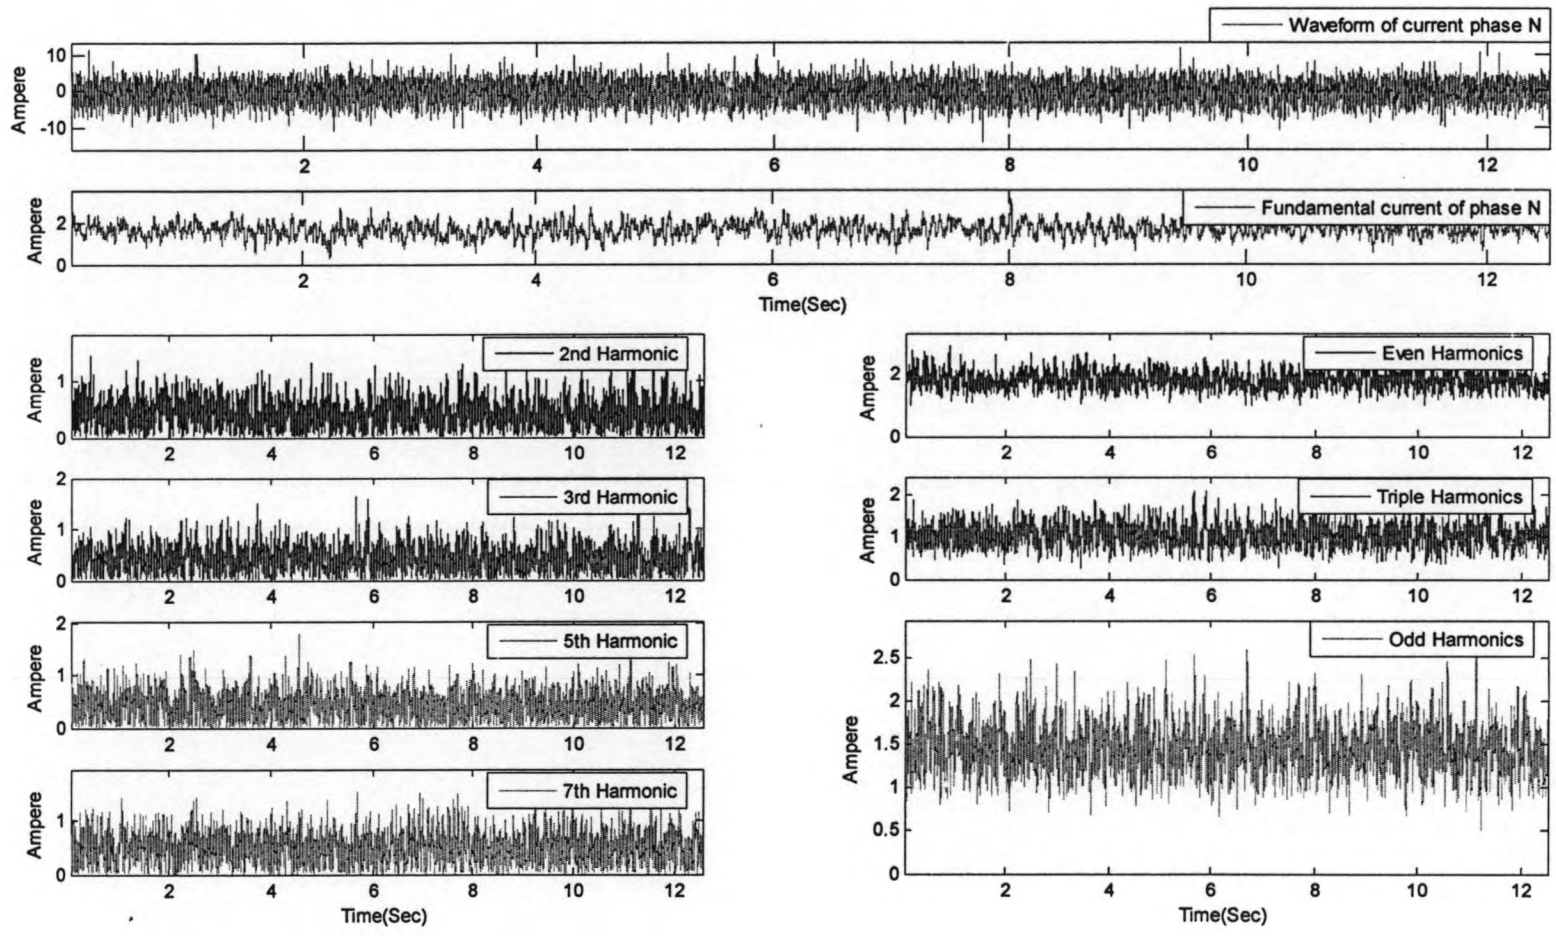 Waveform of current phase N
Ampere
10
0
-10
2 4 6 8 10 12
Fundamental current of phase N
Ampere
2
0
2 4 6 8 10 12
Time(Sec)
2nd Harmonic
Ampere
1
0
2 4 6 8 10 12
3rd Harmonic
Ampere
2
1
0
2 4 6 8 10 12
5th Harmonic
Ampere
2
1
0
2 4 6 8 10 12
7th Harmonic
Ampere
1
0
2 4 6 8 10 12
Time(Sec)
Even Harmonics
Ampere
2
0
2 4 6 8 10 12
Triple Harmonics
Ampere
2
1
0
2 4 6 8 10 12
Odd Harmonics
Ampere
2.5
2
1.5
1
0.5
0
2 4 6 8 10 12
Time(Sec)